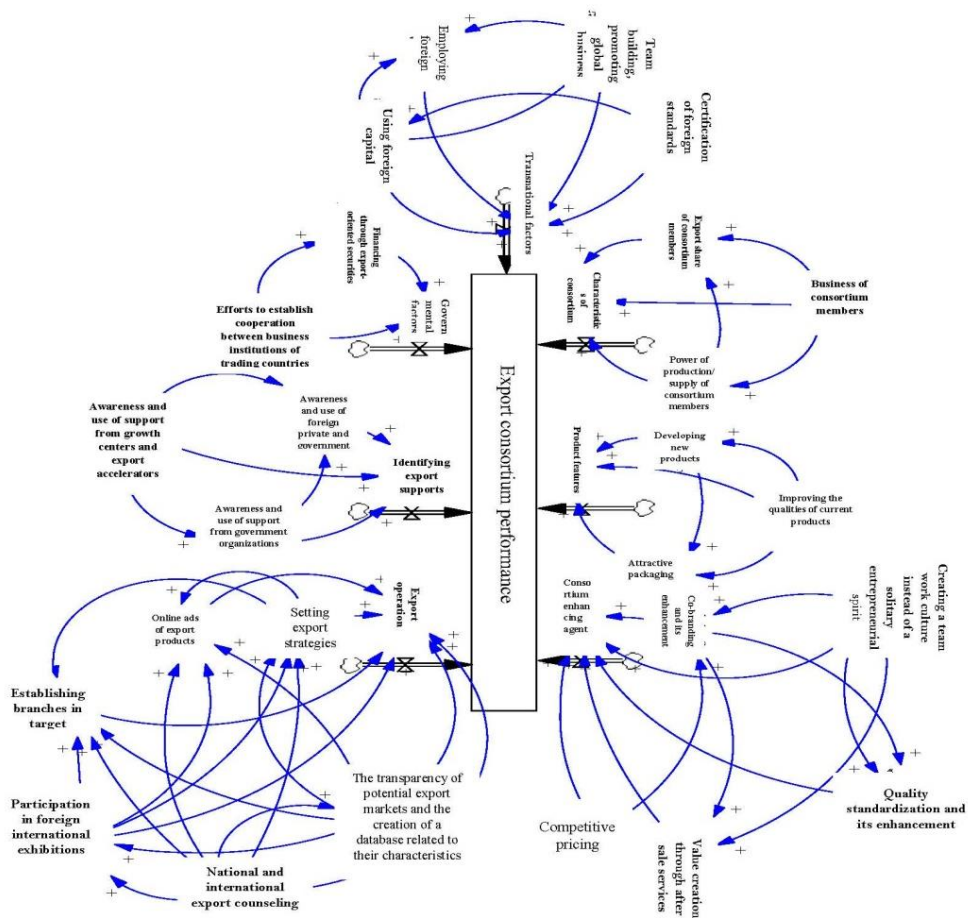 Employing
foreign
Team
building,
promoting
global
business
Using foreign
capital
Certification
of foreign
standards
Transnational factors
Financing
through export-
oriented securities
Govern
mental
factors
Efforts to establish
cooperation
between business
institutions of
trading countries
Characteristic
s of
consortium
Export share
of consortium
members
Business of
consortium
members
Power of
production/
supply of
consortium
members
Awareness and
use of support
from growth
centers and
export
accelerators
Awareness
and use of
foreign
private and
government
Identifying
export
supports
Awareness and
use of support
from government
organizations
Export consortium performance
Product features
Developing
new
products
Improving the
qualities of current
products
Attractive
packaging
Online ads
of export
products
Setting
export
strategies
Export
operation
Conso
rtium
enhan
cing
agent
Co-branding
and its
enhancement
Creating a team
work culture
instead of a
solitary
entrepreneurial
spirit
Establishing
branches in
target
Participation
in foreign
international
exhibitions
National and
international
export counseling
The transparency of
potential export
markets and the
creation of a
database related to
their characteristics
Competitive
pricing
Value creation
through after
sale services
Quality
standardization and
its enhancement